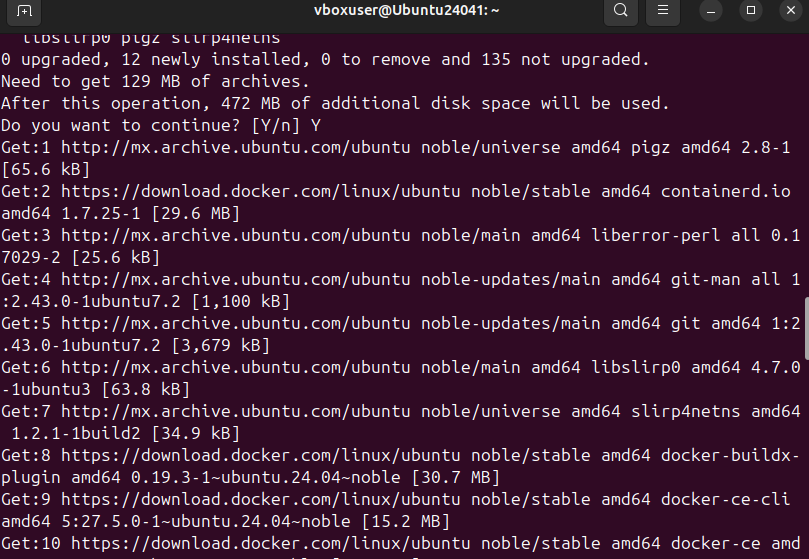 vboxuser@Ubuntu24041: ~
libslirp0 pigz slirp4netns
0 upgraded, 12 newly installed, 0 to remove and 135 not upgraded.
Need to get 129 MB of archives.
After this operation, 472 MB of additional disk space will be used.
Do you want to continue? [Y/n] Y
Get:1 http://mx.archive.ubuntu.com/ubuntu noble/universe amd64 pigz amd64 2.8-1
[65.6 kB]
Get:2 https://download.docker.com/linux/ubuntu noble/stable amd64 containerd.io
amd64 1.7.25-1 [29.6 MB]
Get:3 http://mx.archive.ubuntu.com/ubuntu noble/main amd64 liberror-perl all 0.1
7029-2 [25.6 kB]
Get:4 http://mx.archive.ubuntu.com/ubuntu noble-updates/main amd64 git-man all 1
:2.43.0-1ubuntu7.2 [1,100 kB]
Get:5 http://mx.archive.ubuntu.com/ubuntu noble-updates/main amd64 git amd64 1:2
.43.0-1ubuntu7.2 [3,679 kB]
Get:6 http://mx.archive.ubuntu.com/ubuntu noble/main amd64 libslirp0 amd64 4.7.0
-1ubuntu3 [63.8 kB]
Get:7 http://mx.archive.ubuntu.com/ubuntu noble/universe amd64 slirp4netns amd64
1.2.1-1build2 [34.9 kB]
Get:8 https://download.docker.com/linux/ubuntu noble/stable amd64 docker-buildx-
plugin amd64 0.19.3-1~ubuntu.24.04~noble [30.7 MB]
Get:9 https://download.docker.com/linux/ubuntu noble/stable amd64 docker-ce-cli
amd64 5:27.5.0-1~ubuntu.24.04~noble [15.2 MB]
Get:10 https://download.docker.com/linux/ubuntu noble/stable amd64 docker-ce amd